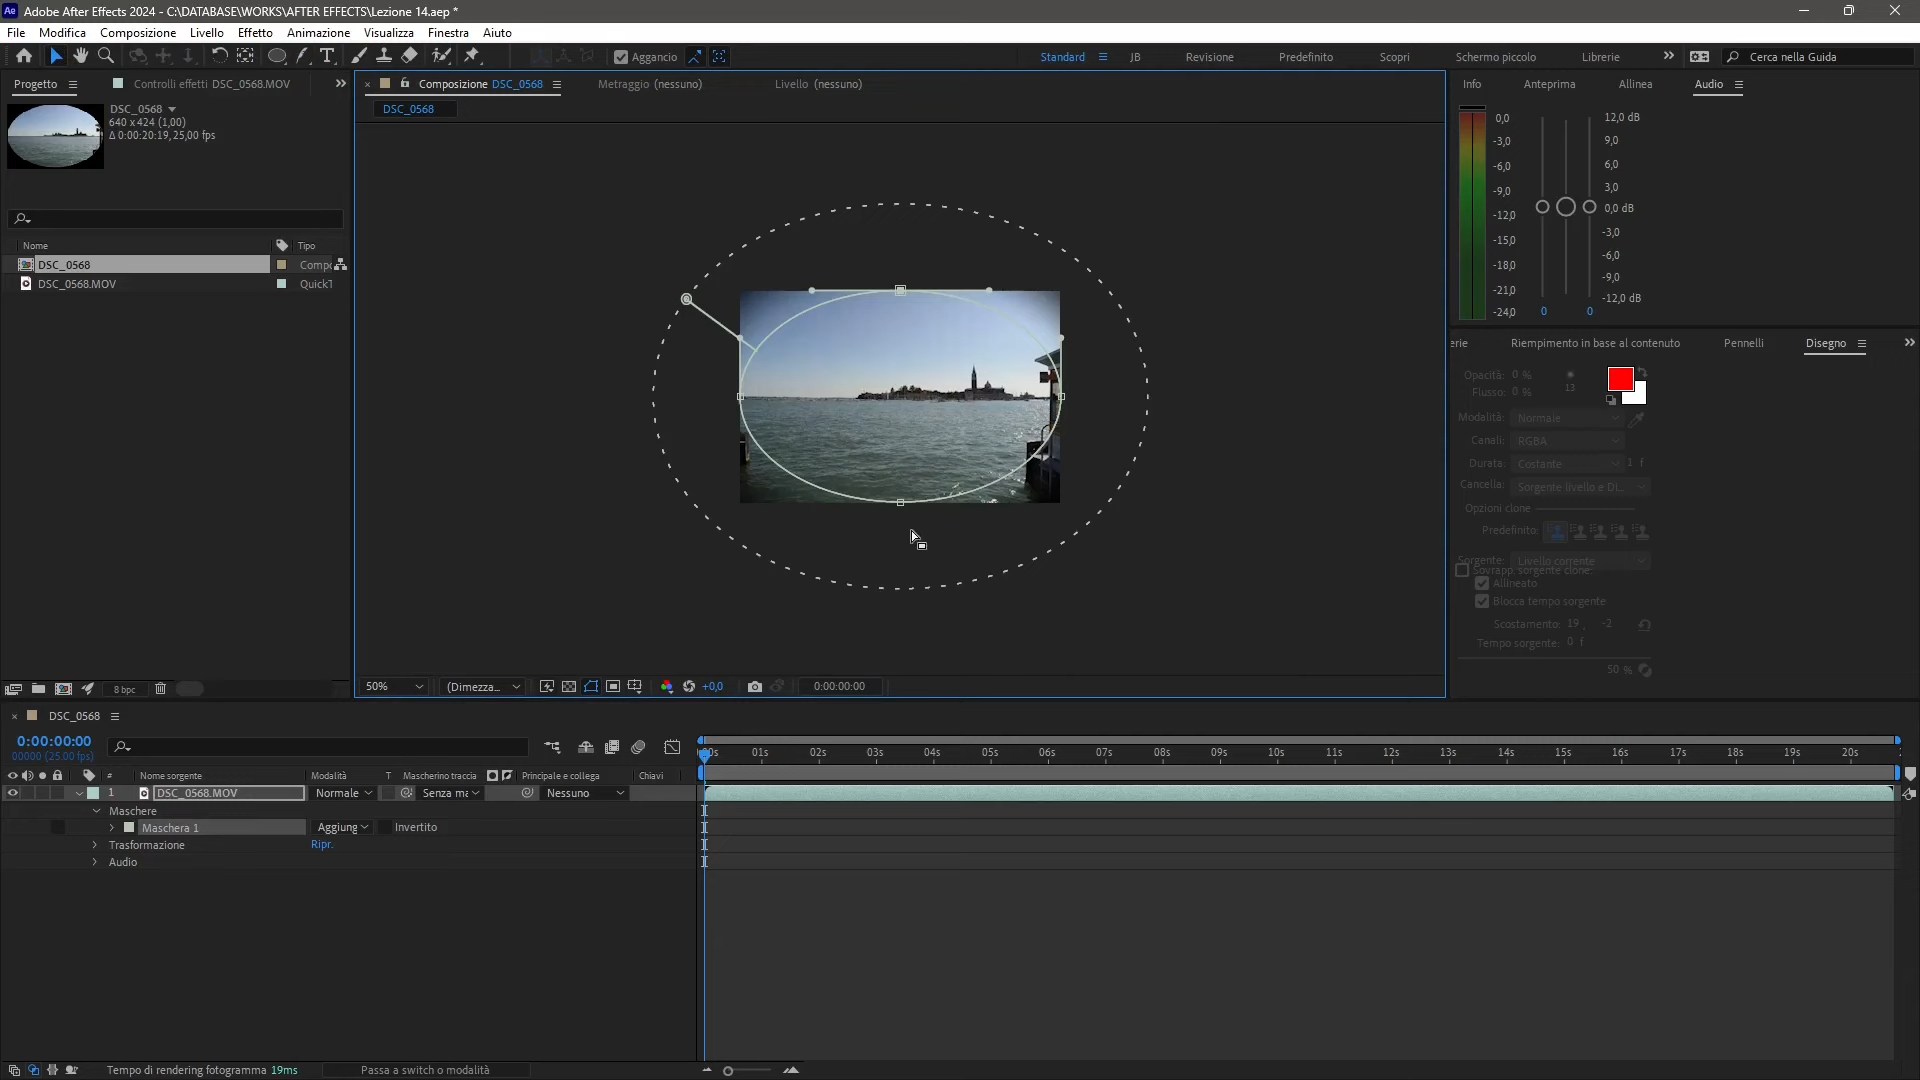 Adobe After Effects 2024 - C:\DATABASE\WORKS\AFTER EFFECTS\Lezione 14.aep *
File Modifica Composizione Livello Effetto Animazione Visualizza Finestra Aiuto
Aggancio
Standard JB Revisione Predefinito Scopri Schermo piccolo Librerie Cerca nella Guida
Progetto Controlli effetti DSC_0568.MOV
Composizione DSC_0568 Metraggio (nessuno) Livello (nessuno)
DSC_0568
DSC_0568
640 x 424 (1,00)
Δ 0:00:20:19, 25,00 fps
Nome Tipo
DSC_0568 Compo
DSC_0568.MOV QuickT
8 bpc
50% (Dimezza... +0,0 0:00:00:00
Info Anteprima Allinea Audio
0,0
-3,0
-6,0
-9,0
-12,0
-15,0
-18,0
-21,0
-24,0
12,0 dB
9,0
6,0
3,0
0,0 dB
-3,0
-6,0
-9,0
-12,0 dB
0 0
erie Riempimento in base al contenuto Pennelli Disegno
Opacità: 0 %
Flusso: 0 %
13
Modalità: Normale
Canali: RGBA
Durata: Costante 1 f
Cancella: Sorgente livello e Di...
Opzioni clone
Predefinito:
Sorgente: Livello corrente
Sovrapp. sorgente clone:
Allineato
Blocca tempo sorgente
Scostamento: 19 , -2
Tempo sorgente: 0 f
50 %
DSC_0568
0:00:00:00
00000 (25.00 fps)
# Nome sorgente Modalità T Mascherino traccia Principale e collega Chiavi
1 DSC_0568.MOV Normale Senza ma Nessuno
Maschere
Maschera 1 Aggiung Invertito
Trasformazione Ripr.
Audio
00s 01s 02s 03s 04s 05s 06s 07s 08s 09s 10s 11s 12s 13s 14s 15s 16s 17s 18s 19s 20s
Tempo di rendering fotogramma 19ms Passa a switch o modalità